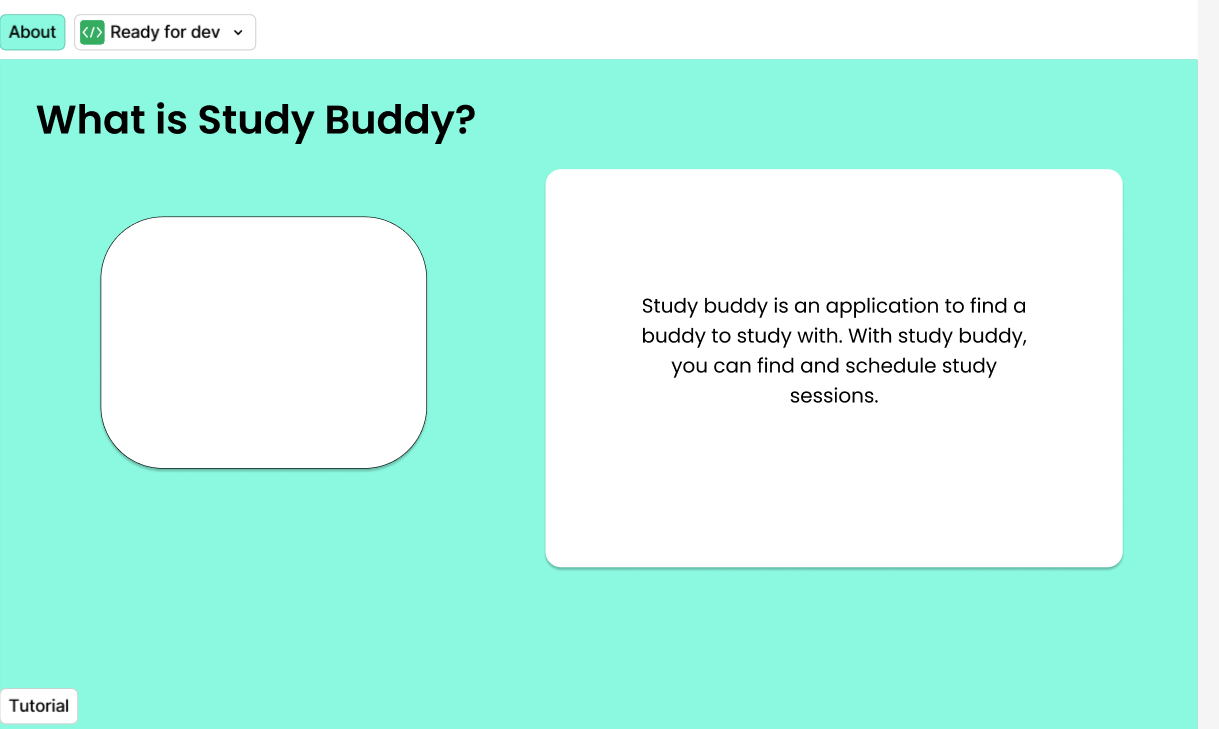 About
Ready for dev
What is Study Buddy?
Study buddy is an application to find a
buddy to study with. With study buddy,
you can find and schedule study
sessions.
Tutorial